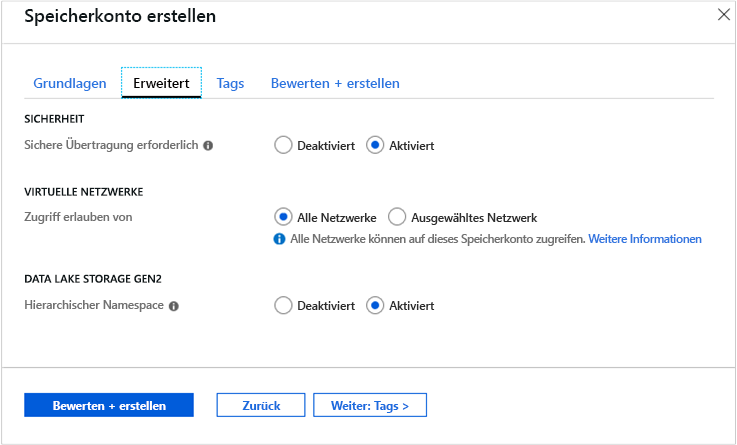 Speicherkonto erstellen
Grundlagen Erweitert Tags Bewerten + erstellen
SICHERHEIT
Sichere Übertragung erforderlich Deaktiviert Aktiviert
VIRTUELLE NETZWERKE
Zugriff erlauben von Alle Netzwerke Ausgewähltes Netzwerk
Alle Netzwerke können auf dieses Speicherkonto zugreifen. Weitere Informationen
DATA LAKE STORAGE GEN2
Hierarchischer Namespace Deaktiviert Aktiviert
Bewerten + erstellen Zurück Weiter: Tags >